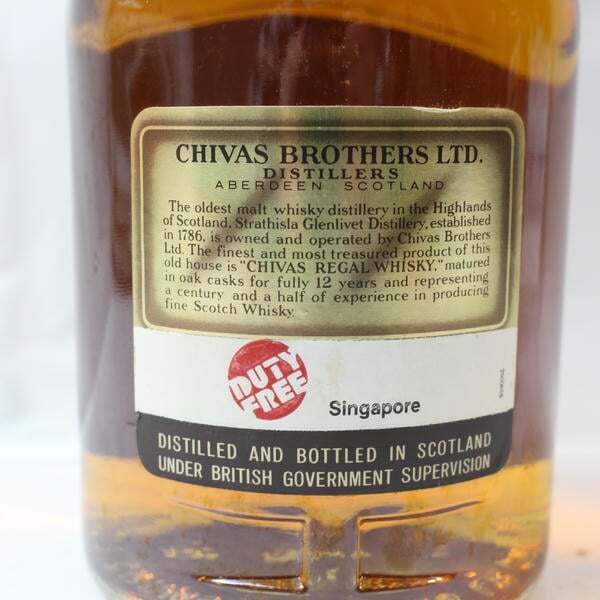 CHIVAS BROTHERS LTD.
DISTILLERS
ABERDEEN SCOTLAND
The oldest malt whisky distillery in the Highlands
of Scotland, Strathisla Glenlivet Distillery, established
in 1786, is owned and operated by Chivas Brothers
Ltd. The finest and most treasured product of this
old house is "CHIVAS REGAL WHISKY," matured
in oak casks for fully 12 years and representing
a century and a half of experience in producing
fine Scotch Whisky.
DUTY
FREE
Singapore
DISTILLED AND BOTTLED IN SCOTLAND
UNDER BRITISH GOVERNMENT SUPERVISION